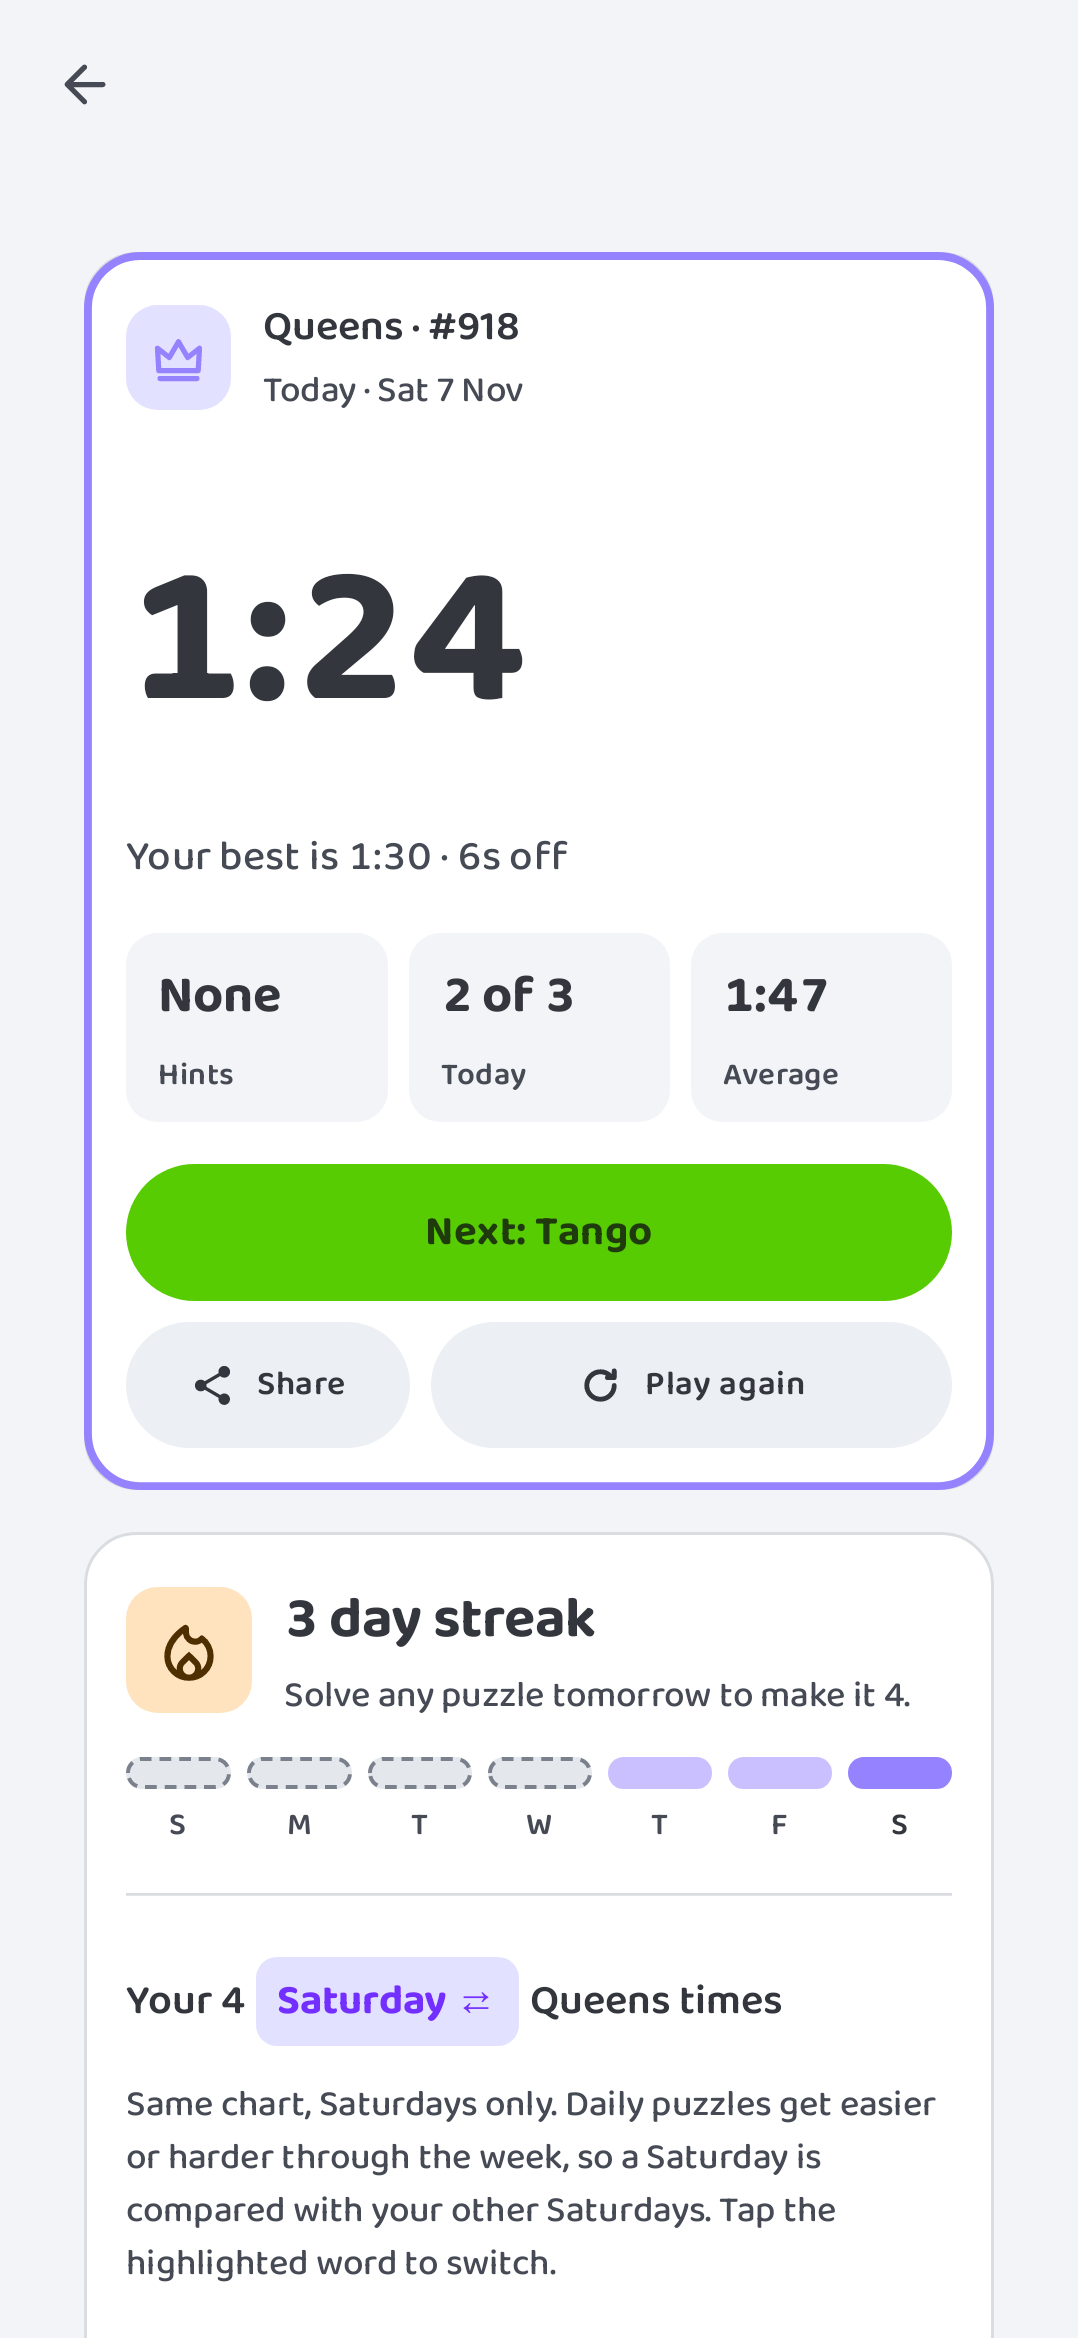 Queens · #918
Today · Sat 7 Nov
1:24
Your best is 1:30 · 6s off
None
Hints
2 of 3
Today
1:47
Average
Next: Tango
Share
Play again
3 day streak
Solve any puzzle tomorrow to make it 4.
S M T W T F S
Your 4 Saturday ⇄ Queens times
Same chart, Saturdays only. Daily puzzles get easier
or harder through the week, so a Saturday is
compared with your other Saturdays. Tap the
highlighted word to switch.